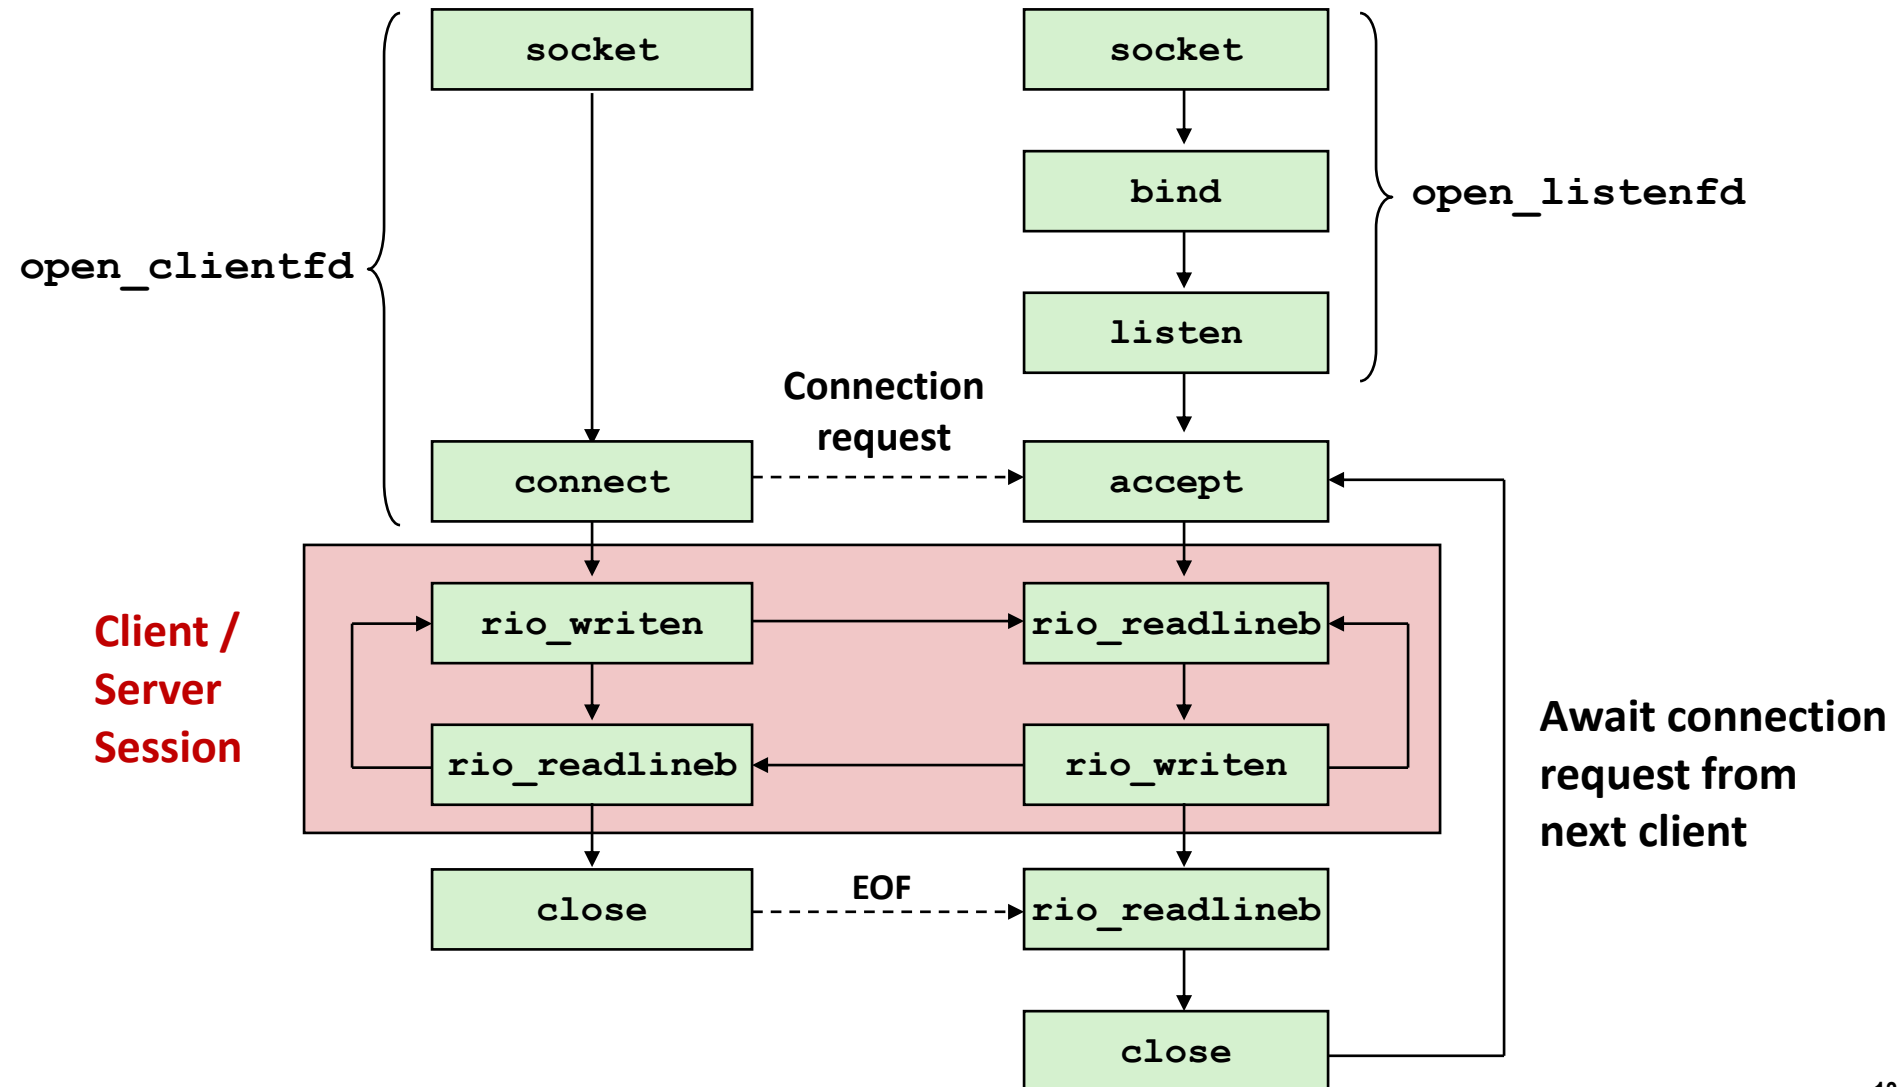 socket
socket
bind
open_listenfd
open_clientfd
listen
Connection
request
connect
accept
Client /
Server
Session
rio_writen
rio_readlineb
rio_readlineb
rio_writen
Await connection
request from
next client
close
EOF
rio_readlineb
close